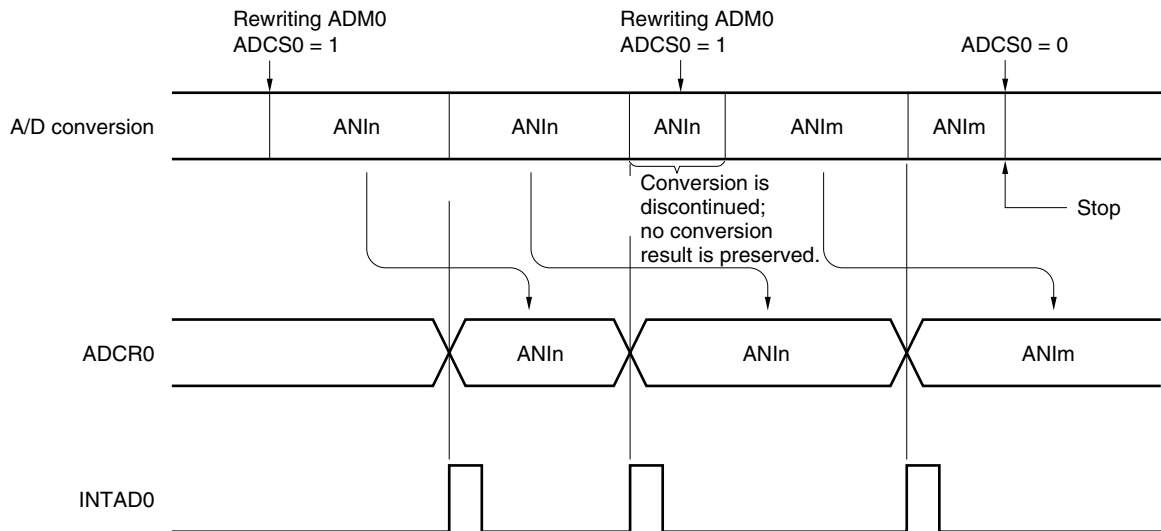 Rewriting ADM0
ADCS0 = 1
Rewriting ADM0
ADCS0 = 1
ADCS0 = 0
A/D conversion
ANIn
ANIn
ANIn
ANIm
ANIm
Conversion is
discontinued;
no conversion
result is preserved.
Stop
ADCR0
ANIn
ANIn
ANIm
INTAD0